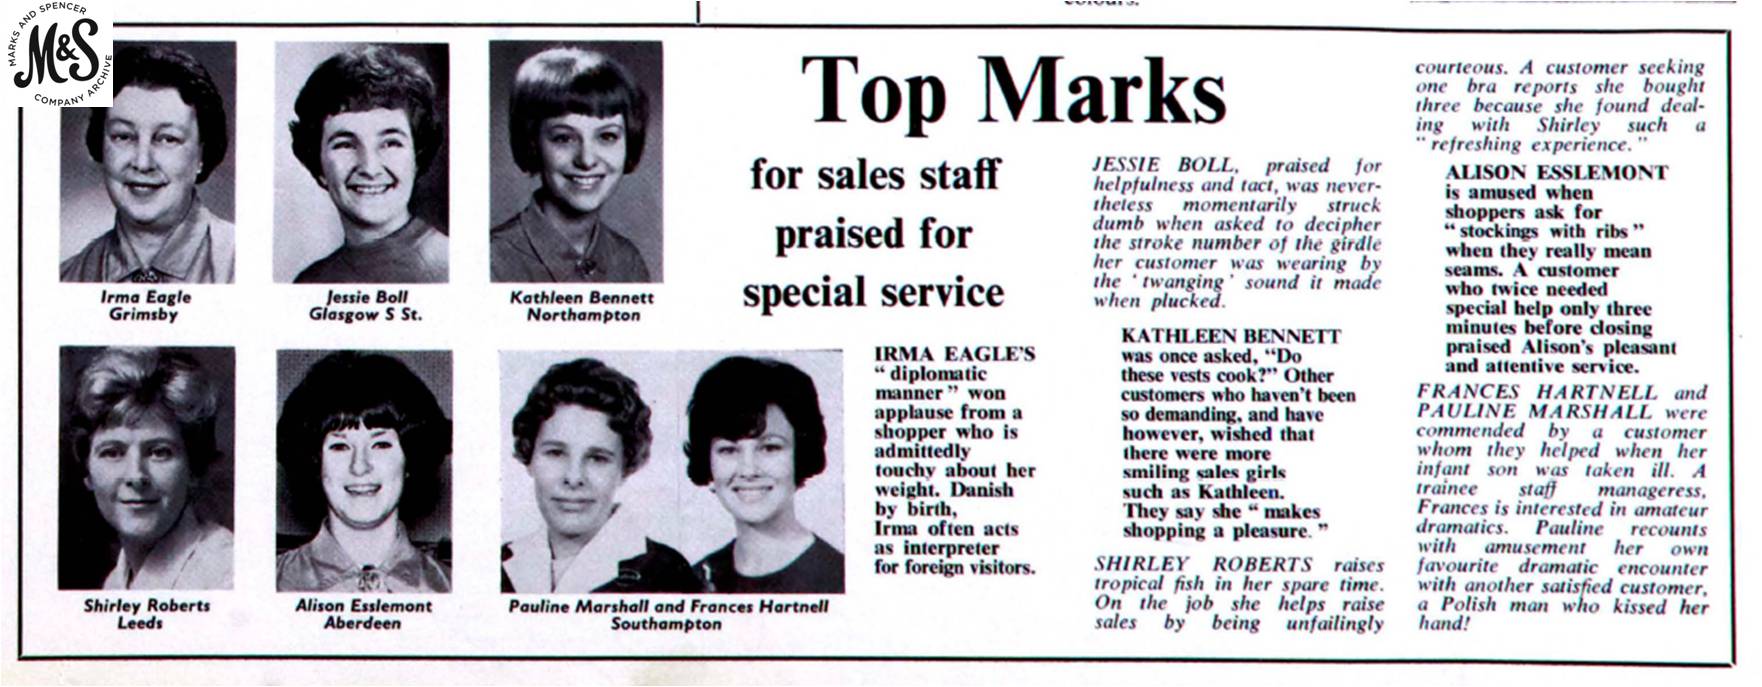 MARKS AND SPENCER
M&S
COMPANY ARCHIVE
Irma Eagle
Grimsby
Jessie Boll
Glasgow S St.
Kathleen Bennett
Northampton
Shirley Roberts
Leeds
Alison Esslemont
Aberdeen
Pauline Marshall and Frances Hartnell
Southampton
Top Marks
for sales staff
praised for
special service
IRMA EAGLE'S
“ diplomatic
manner ” won
applause from a
shopper who is
admittedly
touchy about her
weight. Danish
by birth,
Irma often acts
as interpreter
for foreign visitors.
JESSIE BOLL, praised for
helpfulness and tact, was never-
theless momentarily struck
dumb when asked to decipher
the stroke number of the girdle
her customer was wearing by
the ‘ twanging ’ sound it made
when plucked.
KATHLEEN BENNETT
was once asked, “Do
these vests cook?” Other
customers who haven't been
so demanding, and have
however, wished that
there were more
smiling sales girls
such as Kathleen.
They say she “ makes
shopping a pleasure. ”
SHIRLEY ROBERTS raises
tropical fish in her spare time.
On the job she helps raise
sales by being unfailingly
courteous. A customer seeking
one bra reports she bought
three because she found deal-
ing with Shirley such a
“ refreshing experience. ”
ALISON ESSLEMONT
is amused when
shoppers ask for
“ stockings with ribs ”
when they really mean
seams. A customer
who twice needed
special help only three
minutes before closing
praised Alison's pleasant
and attentive service.
FRANCES HARTNELL and
PAULINE MARSHALL were
commended by a customer
whom they helped when her
infant son was taken ill. A
trainee staff manageress,
Frances is interested in amateur
dramatics. Pauline recounts
with amusement her own
favourite dramatic encounter
with another satisfied customer,
a Polish man who kissed her
hand!